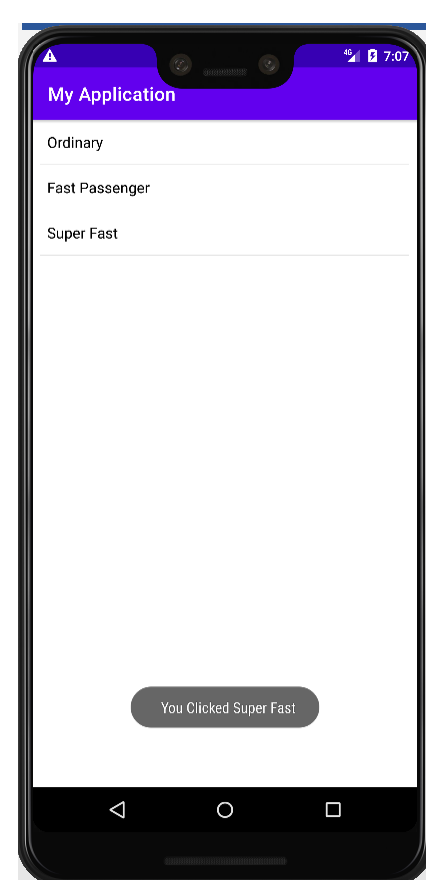 4G 7:07
My Application
Ordinary
Fast Passenger
Super Fast
You Clicked Super Fast